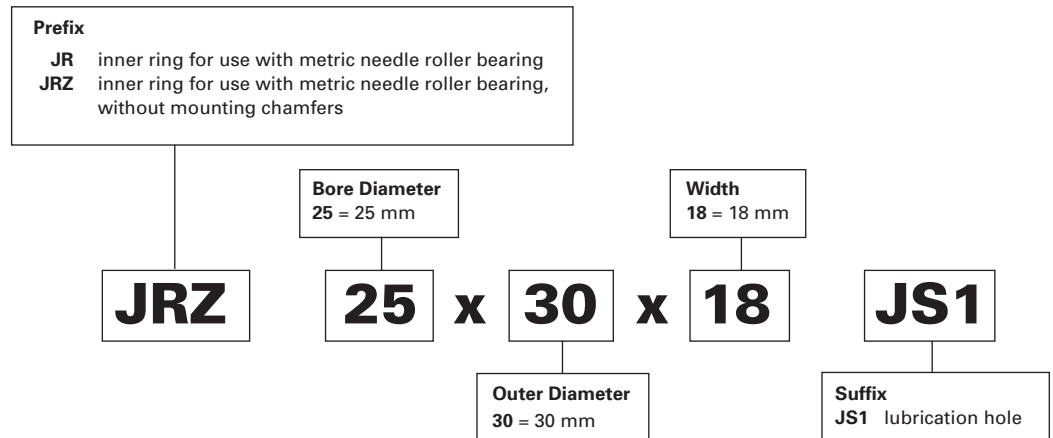 Prefix
JR inner ring for use with metric needle roller bearing
JRZ inner ring for use with metric needle roller bearing,
without mounting chamfers
Bore Diameter
25 = 25 mm
Width
18 = 18 mm
JRZ 25 x 30 x 18 JS1
Outer Diameter
30 = 30 mm
Suffix
JS1 lubrication hole